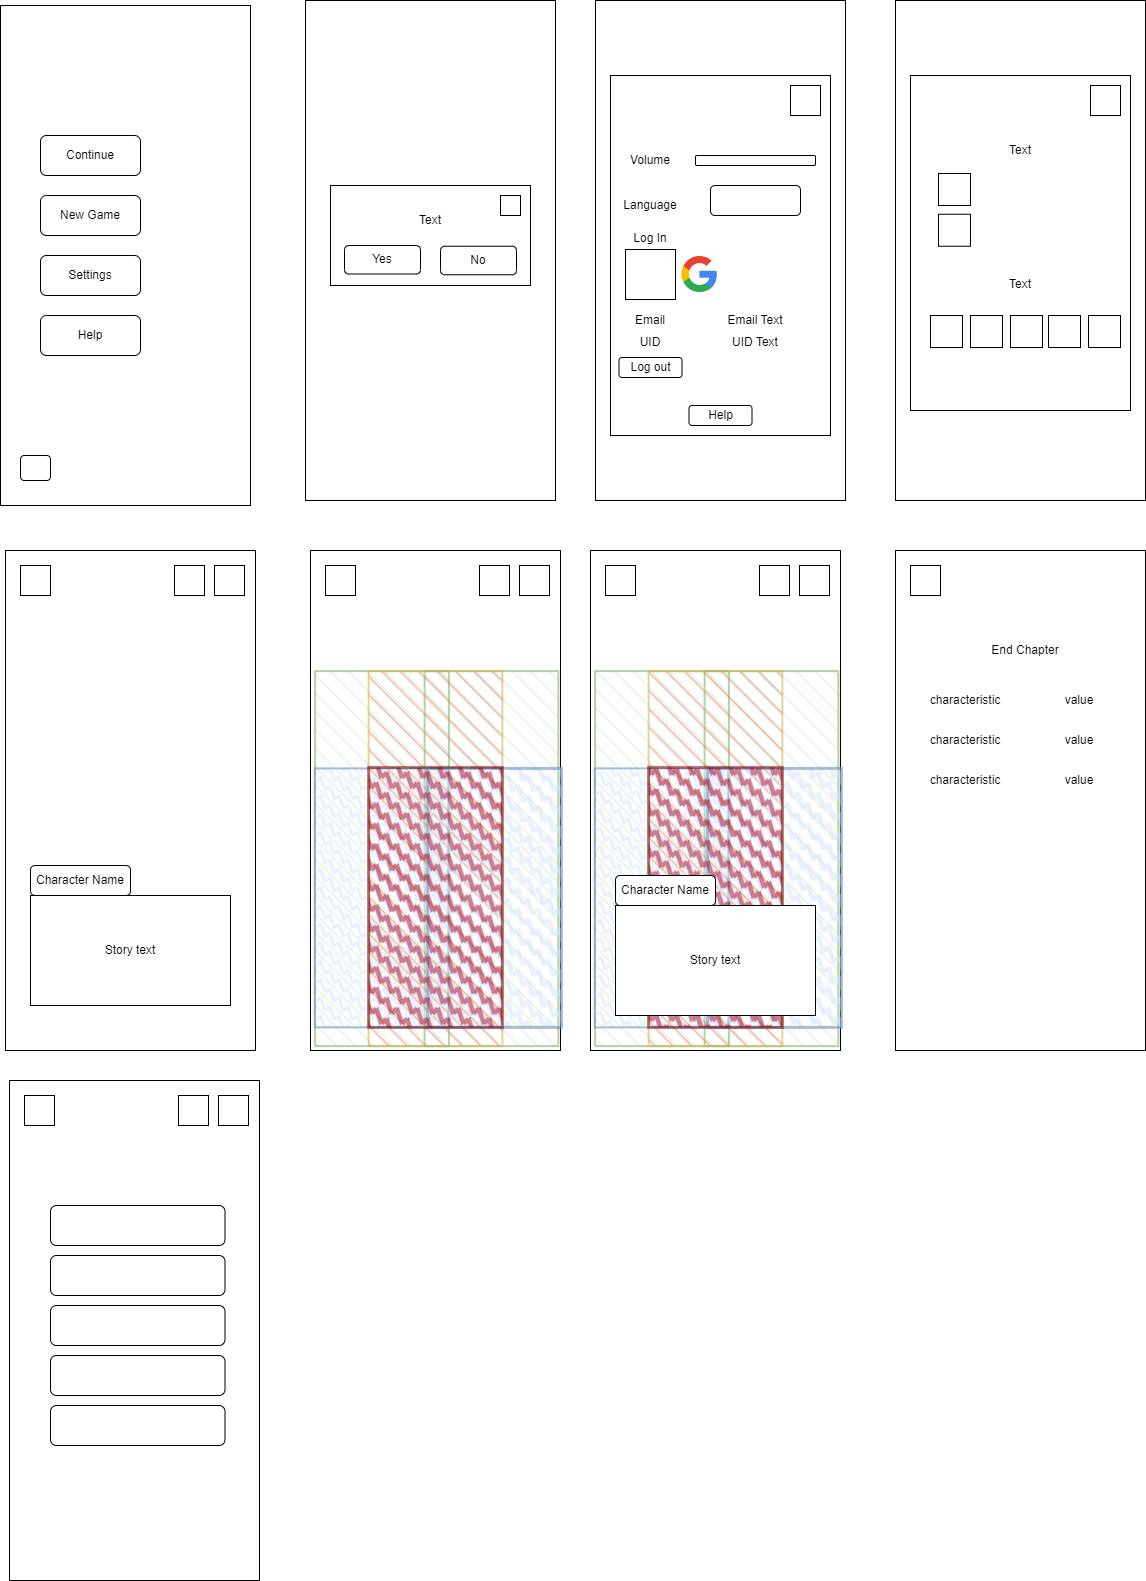 Continue
New Game
Settings
Help
Text
Yes
No
Volume
Language
Log In
Email
Email Text
UID
UID Text
Log out
Help
Text
Text
Character Name
Story text
Character Name
Story text
End Chapter
characteristic value
characteristic value
characteristic value